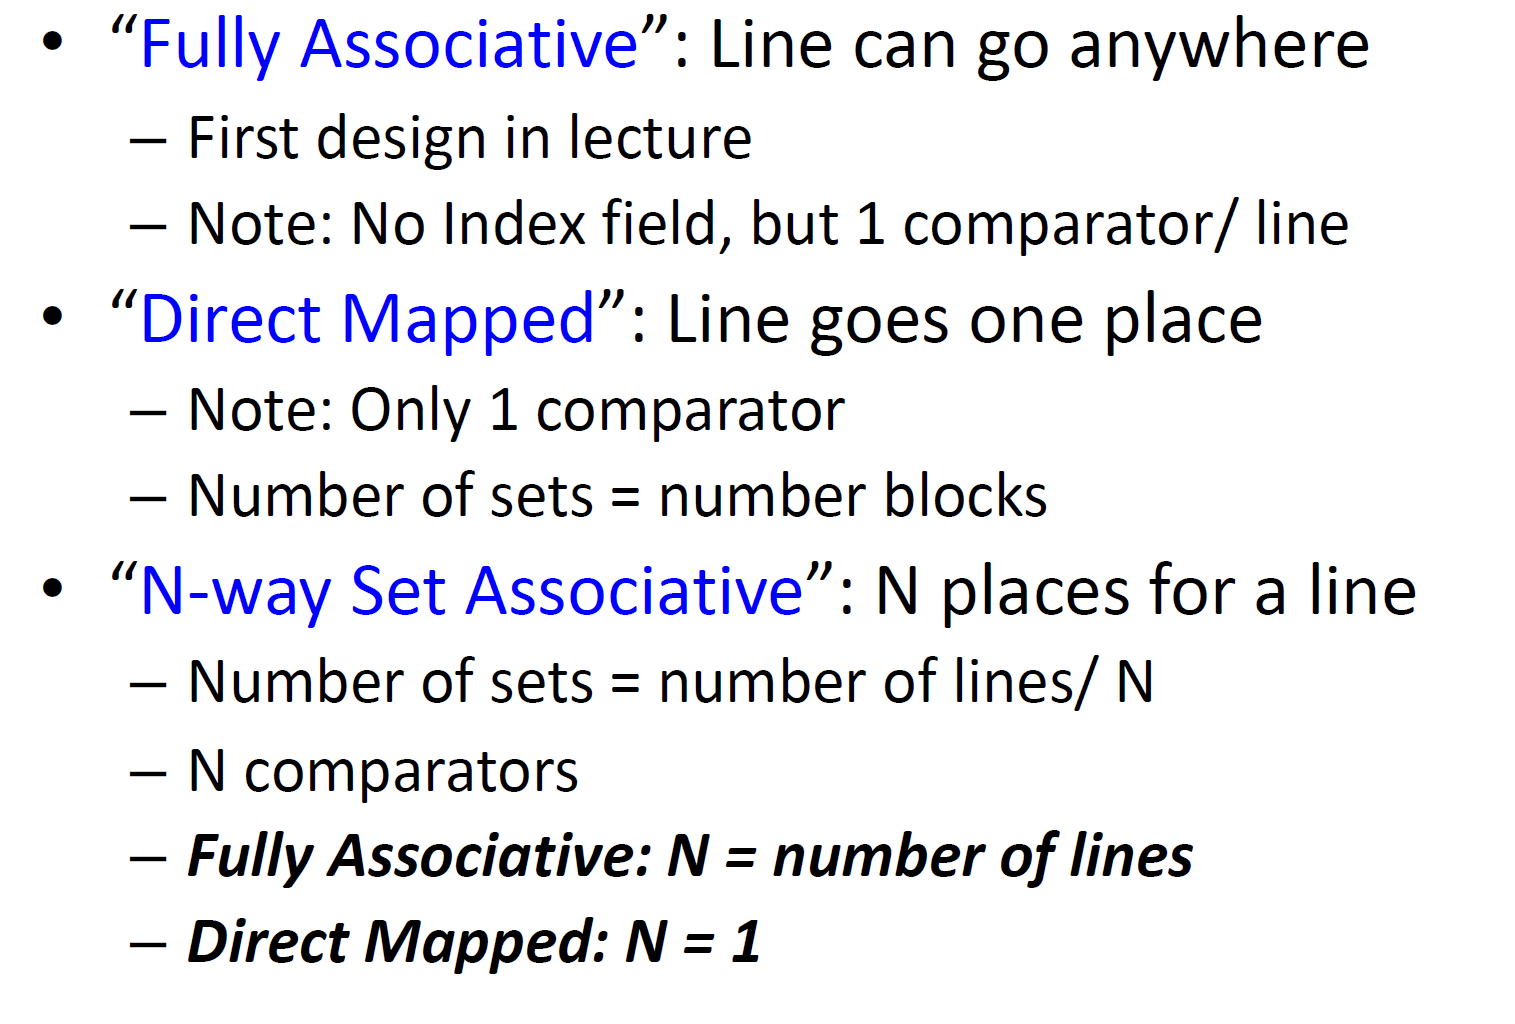 • “Fully Associative”: Line can go anywhere
– First design in lecture
– Note: No Index field, but 1 comparator/ line
• “Direct Mapped”: Line goes one place
– Note: Only 1 comparator
– Number of sets = number blocks
• “N-way Set Associative”: N places for a line
– Number of sets = number of lines/ N
– N comparators
– Fully Associative: N = number of lines
– Direct Mapped: N = 1